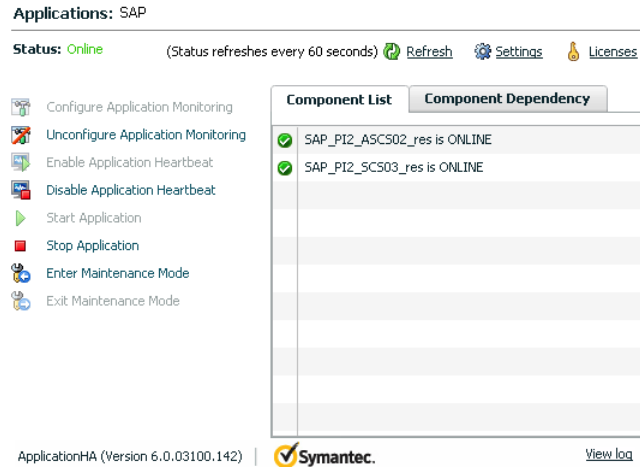 Applications: SAP
Status: Online (Status refreshes every 60 seconds) Refresh Settings Licenses
Component List Component Dependency
Configure Application Monitoring
Unconfigure Application Monitoring
Enable Application Heartbeat
Disable Application Heartbeat
Start Application
Stop Application
Enter Maintenance Mode
Exit Maintenance Mode
SAP_PI2_ASCS02_res is ONLINE
SAP_PI2_SCS03_res is ONLINE
ApplicationHA (Version 6.0.03100.142) Symantec. View log